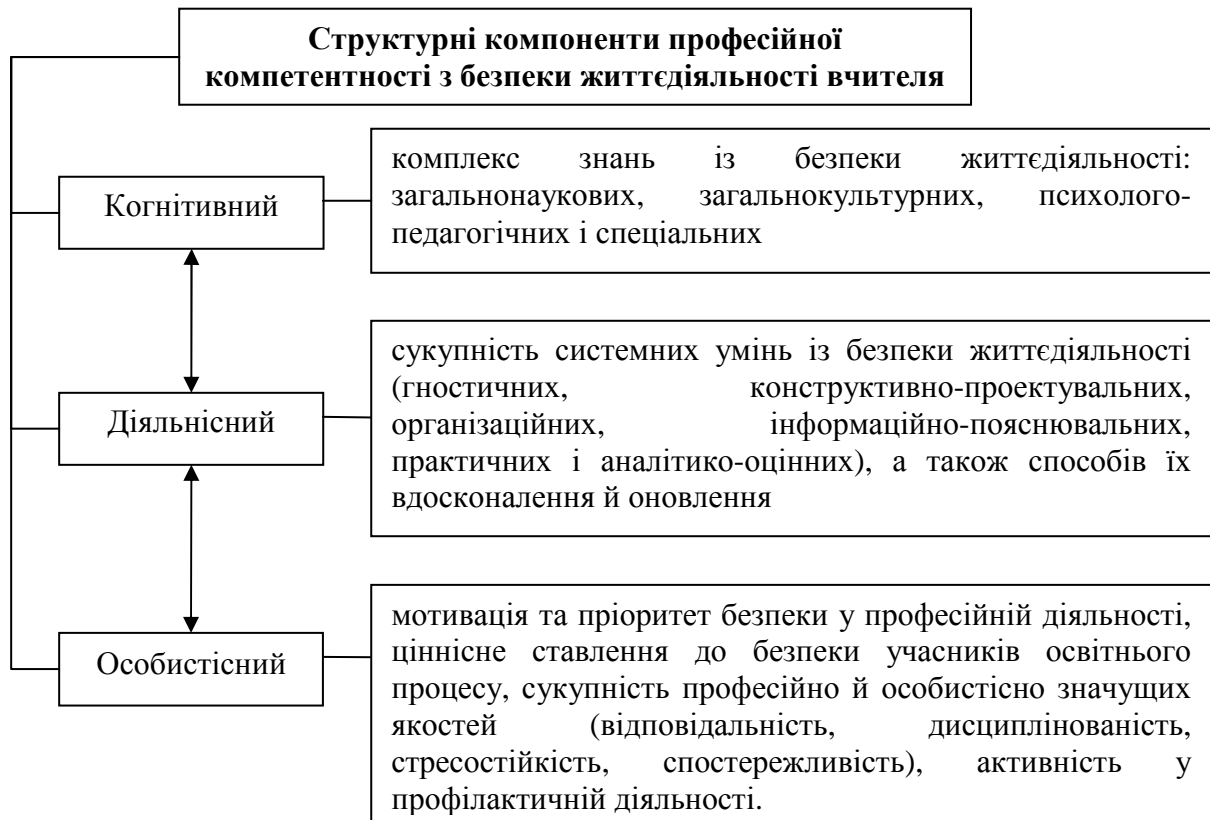 Структурні компоненти професійної
компетентності з безпеки життєдіяльності вчителя
Когнітивний
комплекс знань із безпеки життєдіяльності:
загальнонаукових, загальнокультурних, психолого-
педагогічних і спеціальних
Діяльнісний
сукупність системних умінь із безпеки життєдіяльності
(гностичних, конструктивно-проектувальних,
організаційних, інформаційно-пояснювальних,
практичних і аналітико-оцінних), а також способів їх
вдосконалення й оновлення
Особистісний
мотивація та пріоритет безпеки у професійній діяльності,
ціннісне ставлення до безпеки учасників освітнього
процесу, сукупність професійно й особистісно значущих
якостей (відповідальність, дисциплінованість,
стресостійкість, спостережливість), активність у
профілактичній діяльності.